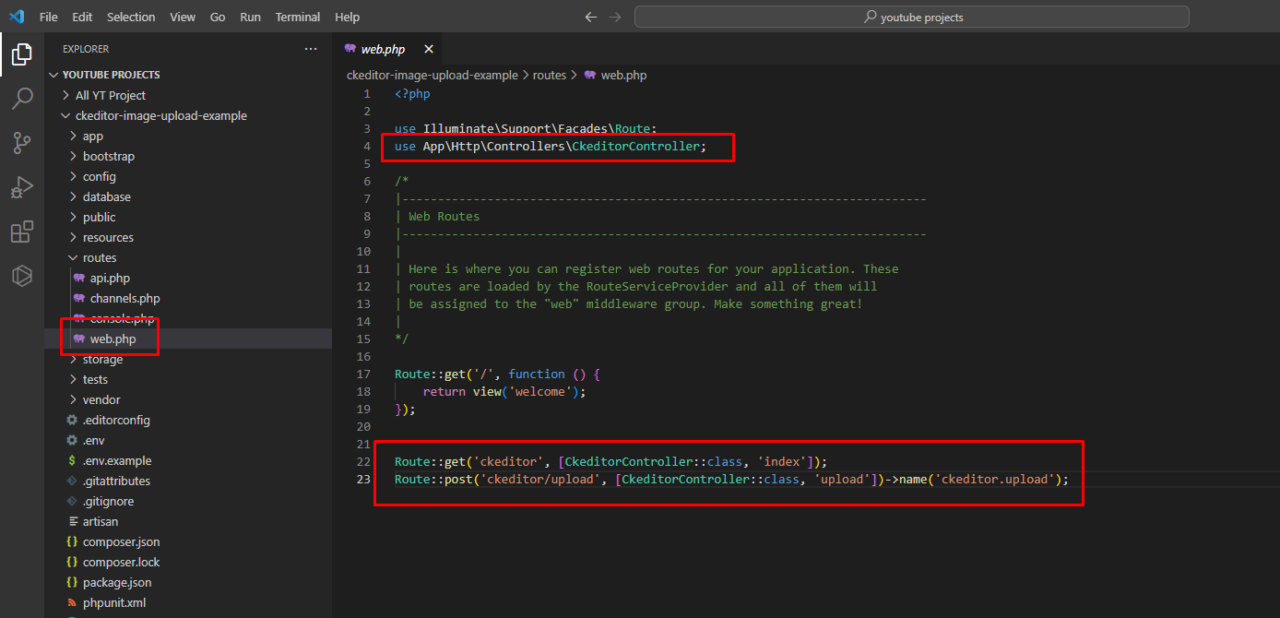 File Edit Selection View Go Run Terminal Help
youtube projects
EXPLORER
YOUTUBE PROJECTS
All YT Project
ckeditor-image-upload-example
app
bootstrap
config
database
public
resources
routes
api.php
channels.php
console.php
web.php
storage
tests
vendor
.editorconfig
.env
$ .env.example
.gitattributes
.gitignore
artisan
{} composer.json
{} composer.lock
{} package.json
phpunit.xml
web.php
ckeditor-image-upload-example > routes > web.php
1 <?php
2
3 use Illuminate\Support\Facades\Route;
4 use App\Http\Controllers\CkeditorController;
5
6 /*
7 |--------------------------------------------------------------------------
8 | Web Routes
9 |--------------------------------------------------------------------------
10 |
11 | Here is where you can register web routes for your application. These
12 | routes are loaded by the RouteServiceProvider and all of them will
13 | be assigned to the "web" middleware group. Make something great!
14 |
15 */
16
17 Route::get('/', function () {
18 return view('welcome');
19 });
20
21
22 Route::get('ckeditor', [CkeditorController::class, 'index']);
23 Route::post('ckeditor/upload', [CkeditorController::class, 'upload'])->name('ckeditor.upload');